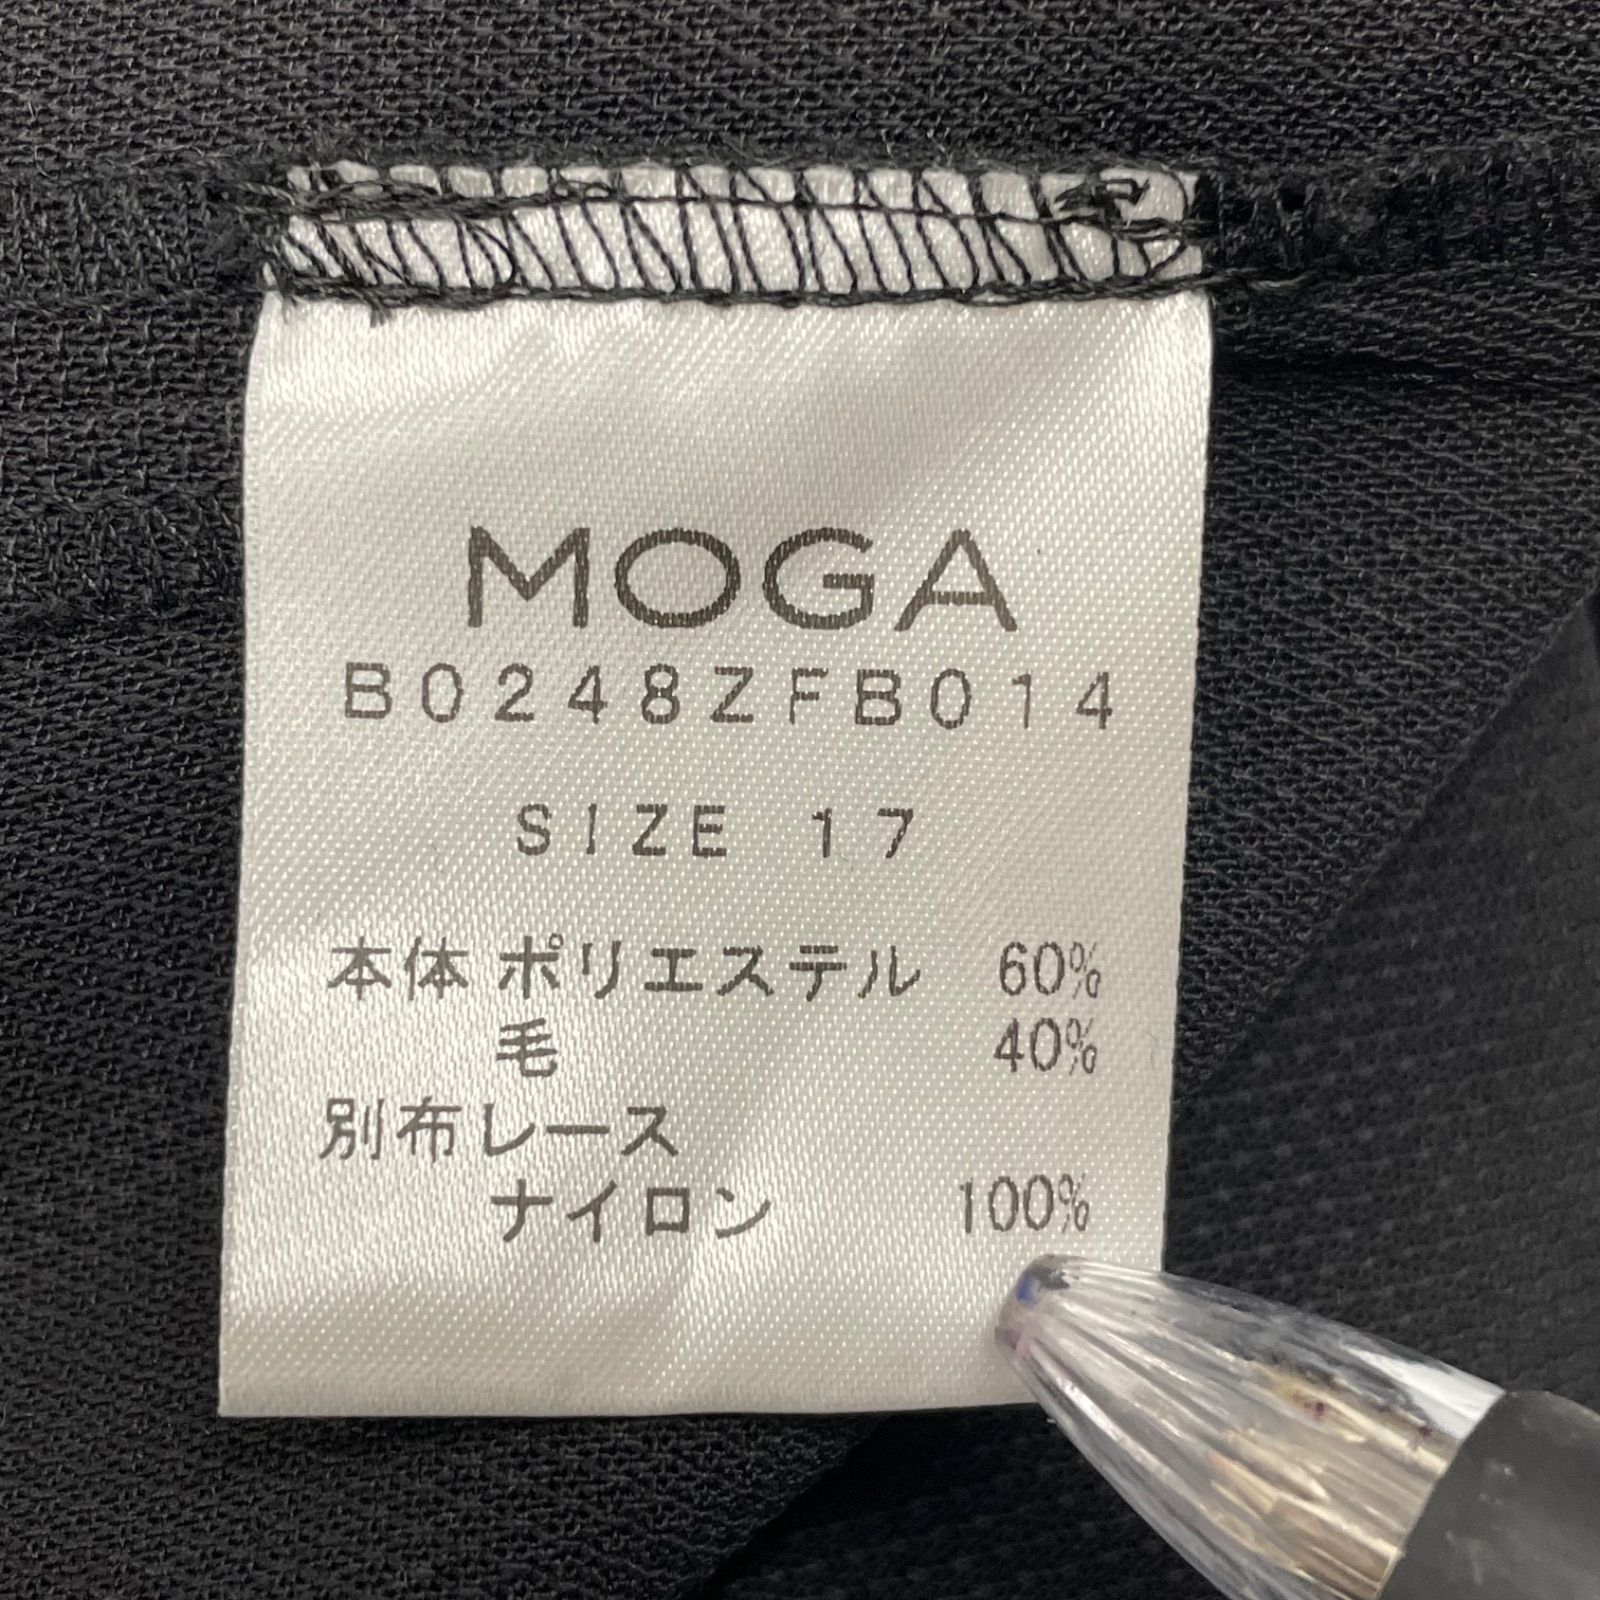 MOGA
B0248ZFB014
SIZE 17
本体 ポリエステル 60%
毛 40%
別布レース
ナイロン 100%